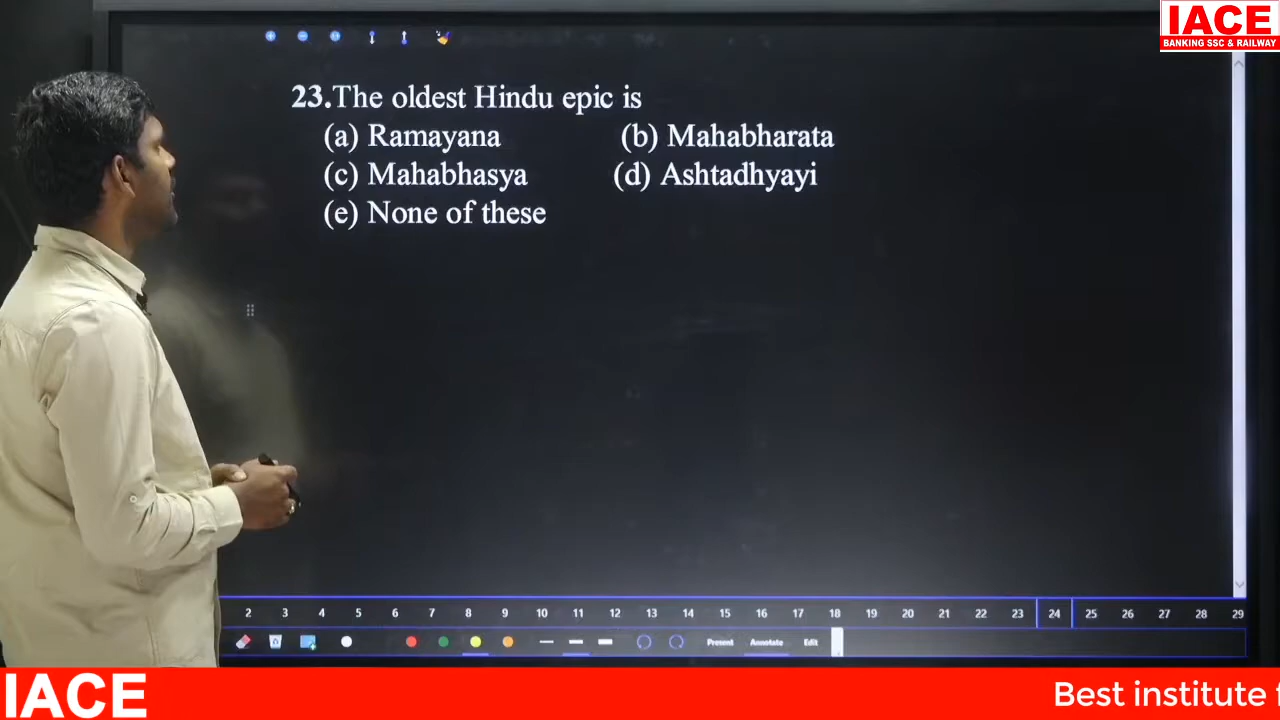 IACE
BANKING SSC & RAILWAY
23.The oldest Hindu epic is
(a) Ramayana (b) Mahabharata
(c) Mahabhasya (d) Ashtadhyayi
(e) None of these
2 3 4 5 6 7 8 9 10 11 12 13 14 15 16 17 18 19 20 21 22 23 24 25 26 27 28 29
Present Annotate Edit
IACE Best institute f